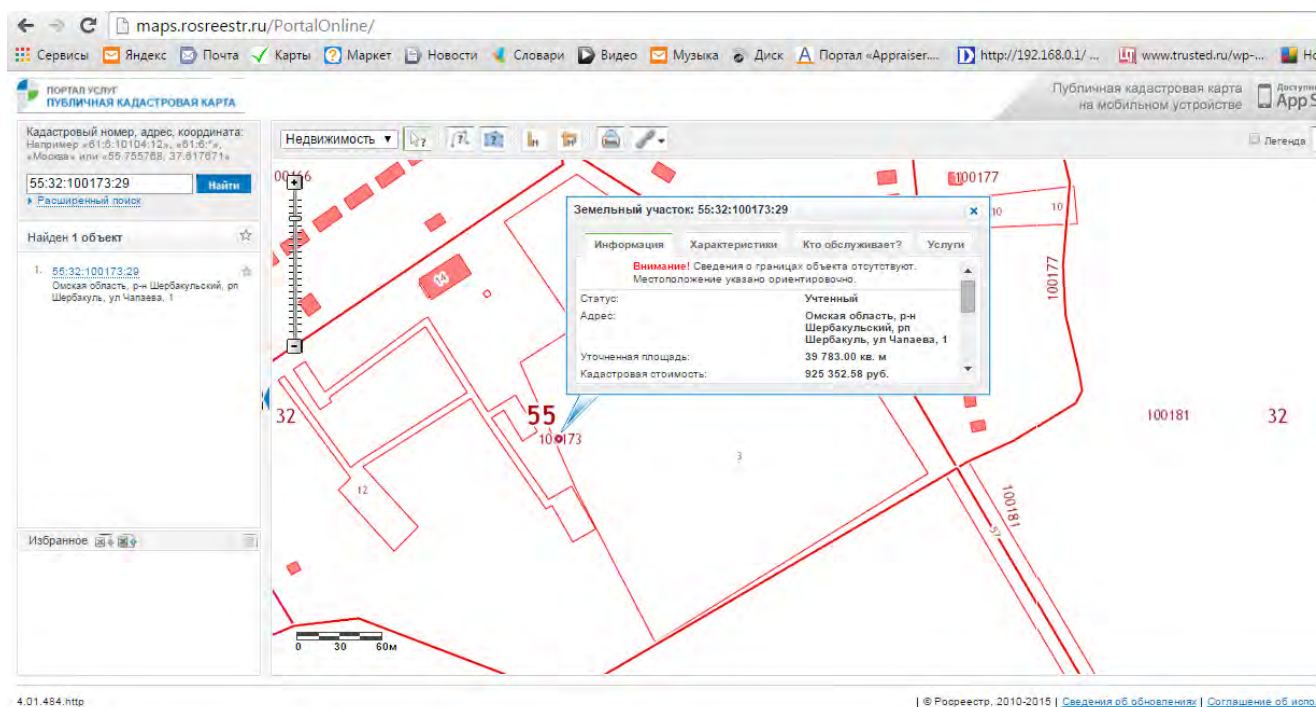 maps.rosreestr.ru/PortalOnline/
Сервисы Яндекс Почта Карты Маркет Новости Словари Видео Музыка Диск Портал «Appraiser.... http://192.168.0.1/ ... www.trusted.ru/wp-... Но
ПОРТАЛ УСЛУГ
ПУБЛИЧНАЯ КАДАСТРОВАЯ КАРТА
Публичная кадастровая карта
на мобильном устройстве
Доступно
App S
Кадастровый номер, адрес, координата:
Например «61:6:10104:12», «61:6:*»,
«Москва» или «55.755768, 37.617671»
55:32:100173:29 Найти
Расширенный поиск
Найден 1 объект
1. 55:32:100173:29
Омская область, р-н Щербакульский, рп
Шербакуль, ул Чапаева, 1
Избранное
Недвижимость
Легенда
100177
10
10
100177
Земельный участок: 55:32:100173:29
Информация Характеристики Кто обслуживает? Услуги
Внимание! Сведения о границах объекта отсутствуют.
Местоположение указано ориентировочно.
Статус: Учтенный
Адрес: Омская область, р-н
Шербакульский, рп
Шербакуль, ул Чапаева, 1
Уточненная площадь: 39 783.00 кв. м
Кадастровая стоимость: 925 352.58 руб.
32
55
100173
3
12
100181
32
100181
57
0 30 60м
4.01.484.http
| © Росреестр, 2010-2015 | Сведения об обновлениях | Соглашение об испо